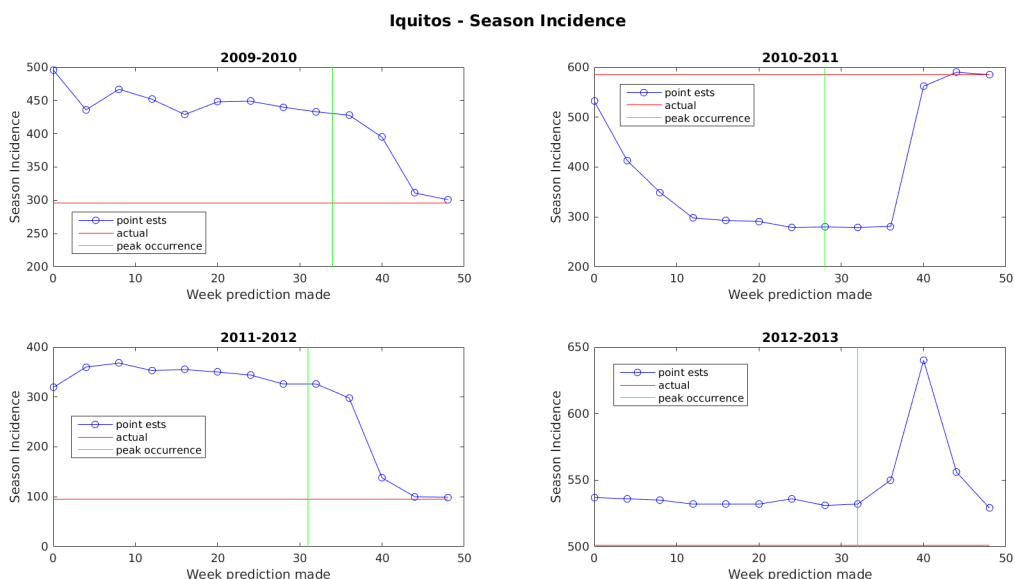 Iquitos - Season Incidence
2009-2010
500
450
400
350
300
250
200
Season Incidence
point ests
actual
peak occurrence
0 10 20 30 40 50
Week prediction made
2010-2011
600
500
400
300
200
Season Incidence
point ests
actual
peak occurrence
0 10 20 30 40 50
Week prediction made
2011-2012
400
300
200
100
0
Season Incidence
point ests
actual
peak occurrence
0 10 20 30 40 50
Week prediction made
2012-2013
650
600
550
500
Season Incidence
point ests
actual
peak occurrence
0 10 20 30 40 50
Week prediction made